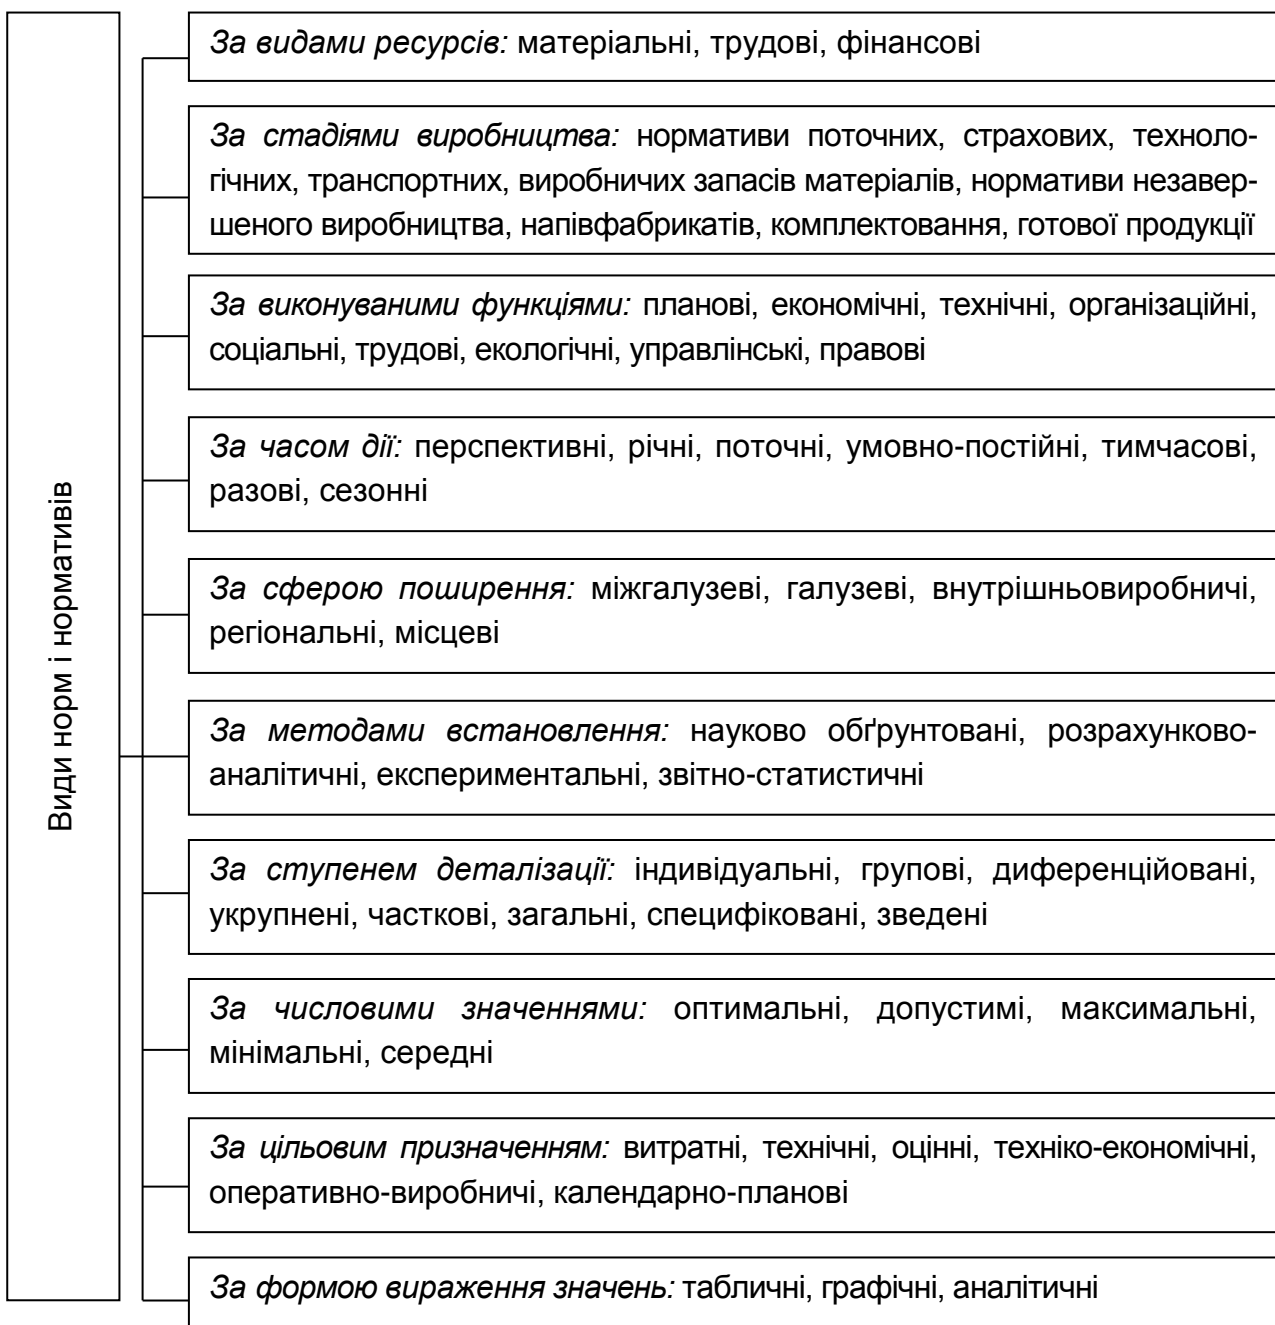 Види норм і нормативів
За видами ресурсів: матеріальні, трудові, фінансові
За стадіями виробництва: нормативи поточних, страхових, техноло-
гічних, транспортних, виробничих запасів матеріалів, нормативи незавер-
шеного виробництва, напівфабрикатів, комплектовання, готової продукції
За виконуваними функціями: планові, економічні, технічні, організаційні,
соціальні, трудові, екологічні, управлінські, правові
За часом дії: перспективні, річні, поточні, умовно-постійні, тимчасові,
разові, сезонні
За сферою поширення: міжгалузеві, галузеві, внутрішньовиробничі,
регіональні, місцеві
За методами встановлення: науково обґрунтовані, розрахунково-
аналітичні, експериментальні, звітно-статистичні
За ступенем деталізації: індивідуальні, групові, диференційовані,
укрупнені, часткові, загальні, специфіковані, зведені
За числовими значеннями: оптимальні, допустимі, максимальні,
мінімальні, середні
За цільовим призначенням: витратні, технічні, оцінні, техніко-економічні,
оперативно-виробничі, календарно-планові
За формою вираження значень: табличні, графічні, аналітичні